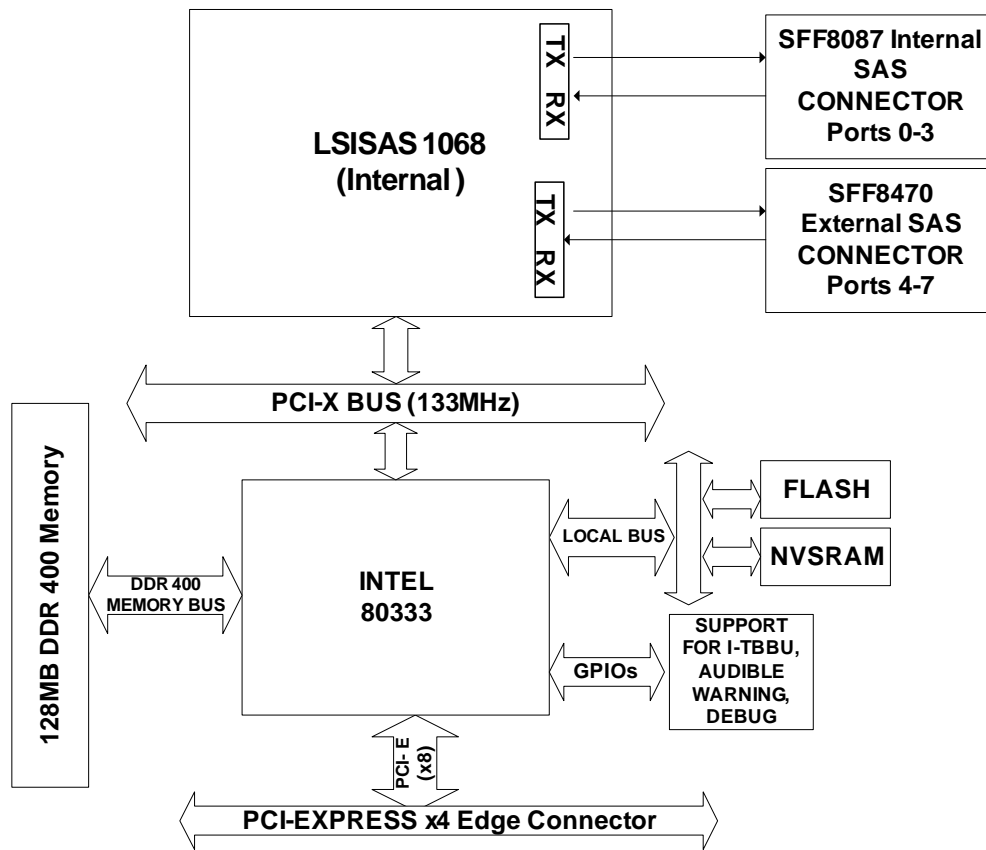 TX RX
SFF8087 Internal
SAS
CONNECTOR
Ports 0-3
LSISAS 1068
(Internal)
TX RX
SFF8470
External SAS
CONNECTOR
Ports 4-7
PCI-X BUS (133MHz)
128MB DDR 400 Memory
DDR 400
MEMORY BUS
INTEL
80333
LOCAL BUS
FLASH
NVSRAM
GPIOs
SUPPORT
FOR I-TBBU,
AUDIBLE
WARNING,
DEBUG
PCI- E
(x8)
PCI-EXPRESS x4 Edge Connector